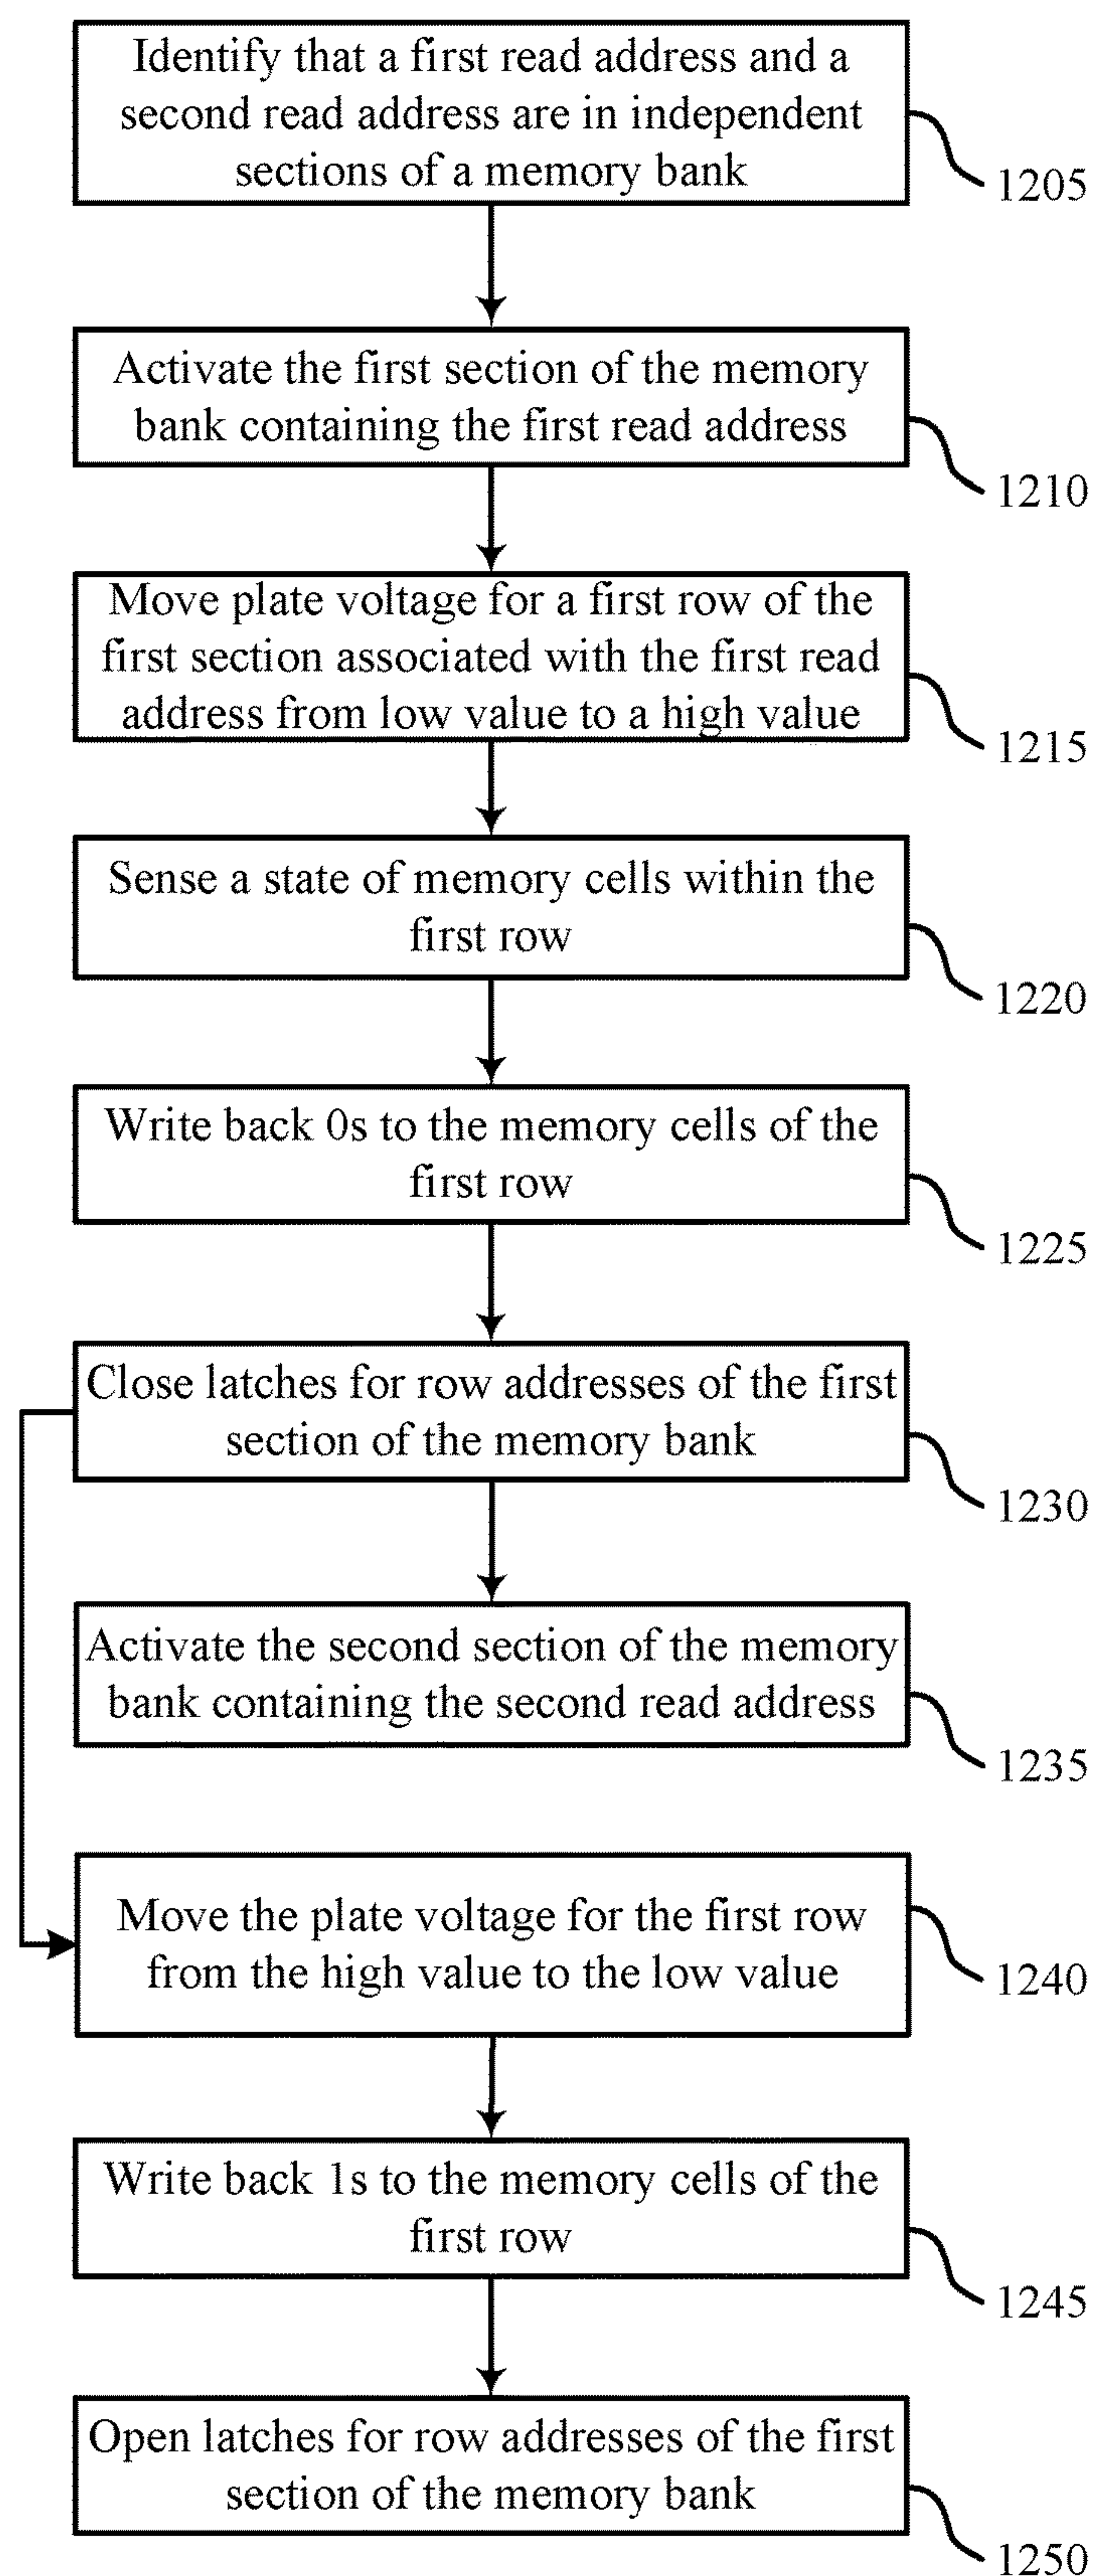 Identify that a first read address and a
second read address are in independent
sections of a memory bank
1205
Activate the first section of the memory
bank containing the first read address
1210
Move plate voltage for a first row of the
first section associated with the first read
address from low value to a high value
1215
Sense a state of memory cells within the
first row
1220
Write back 0s to the memory cells of the
first row
1225
Close latches for row addresses of the first
section of the memory bank
1230
Activate the second section of the memory
bank containing the second read address
1235
Move the plate voltage for the first row
from the high value to the low value
1240
Write back 1s to the memory cells of the
first row
1245
Open latches for row addresses of the first
section of the memory bank
1250